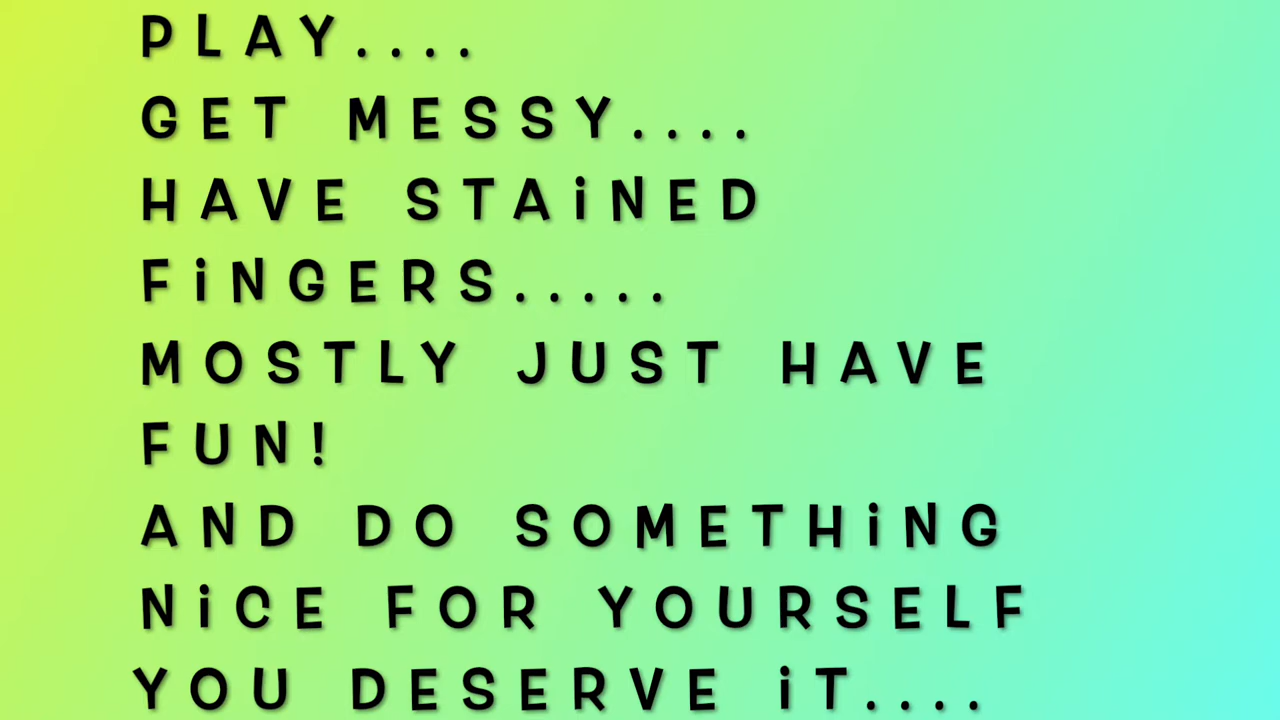 PLAY....
GET MESSY....
HAVE STAiNED
FiNGERS.....
MOSTLY JUST HAVE
FUN!
AND DO SOMETHiNG
NiCE FOR YOURSELF
YOU DESERVE iT....